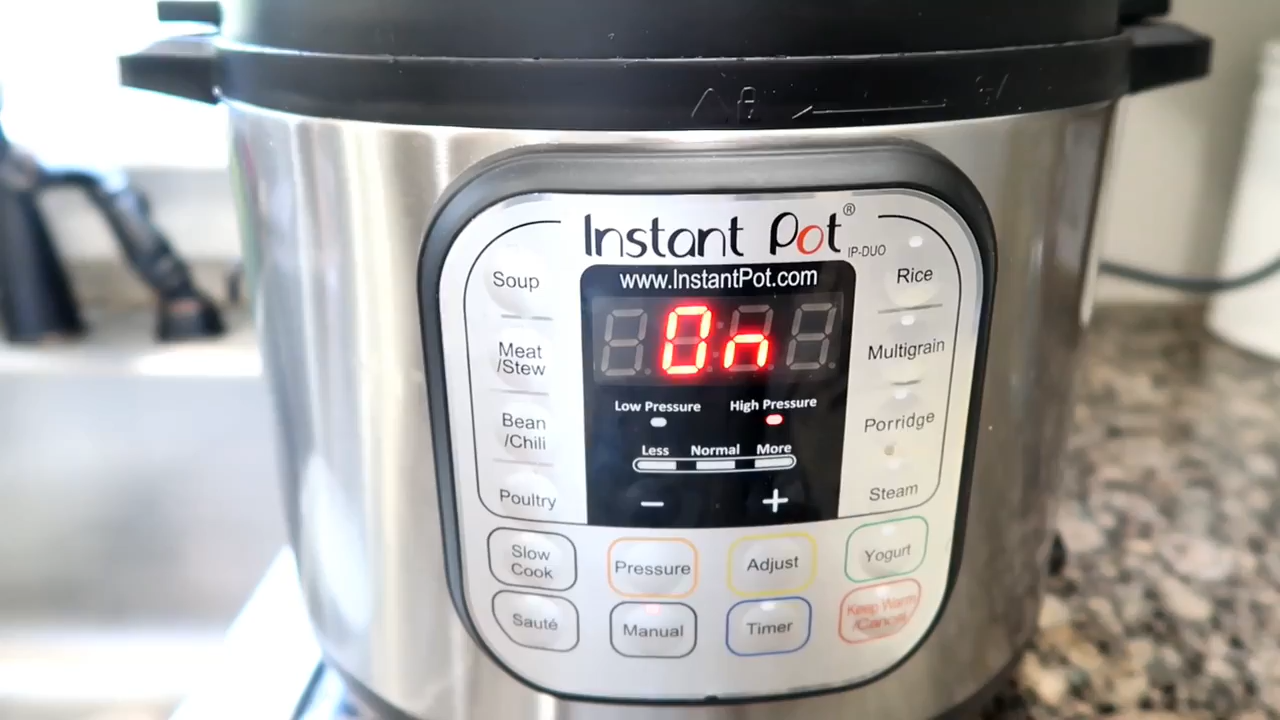 Instant Pot®
IP-DUO
www.InstantPot.com
On
Low Pressure
High Pressure
Less
Normal
More
−
+
Soup
Meat
/Stew
Bean
/Chili
Poultry
Rice
Multigrain
Porridge
Steam
Slow
Cook
Pressure
Adjust
Yogurt
Sauté
Manual
Timer
Keep Warm
/Cancel